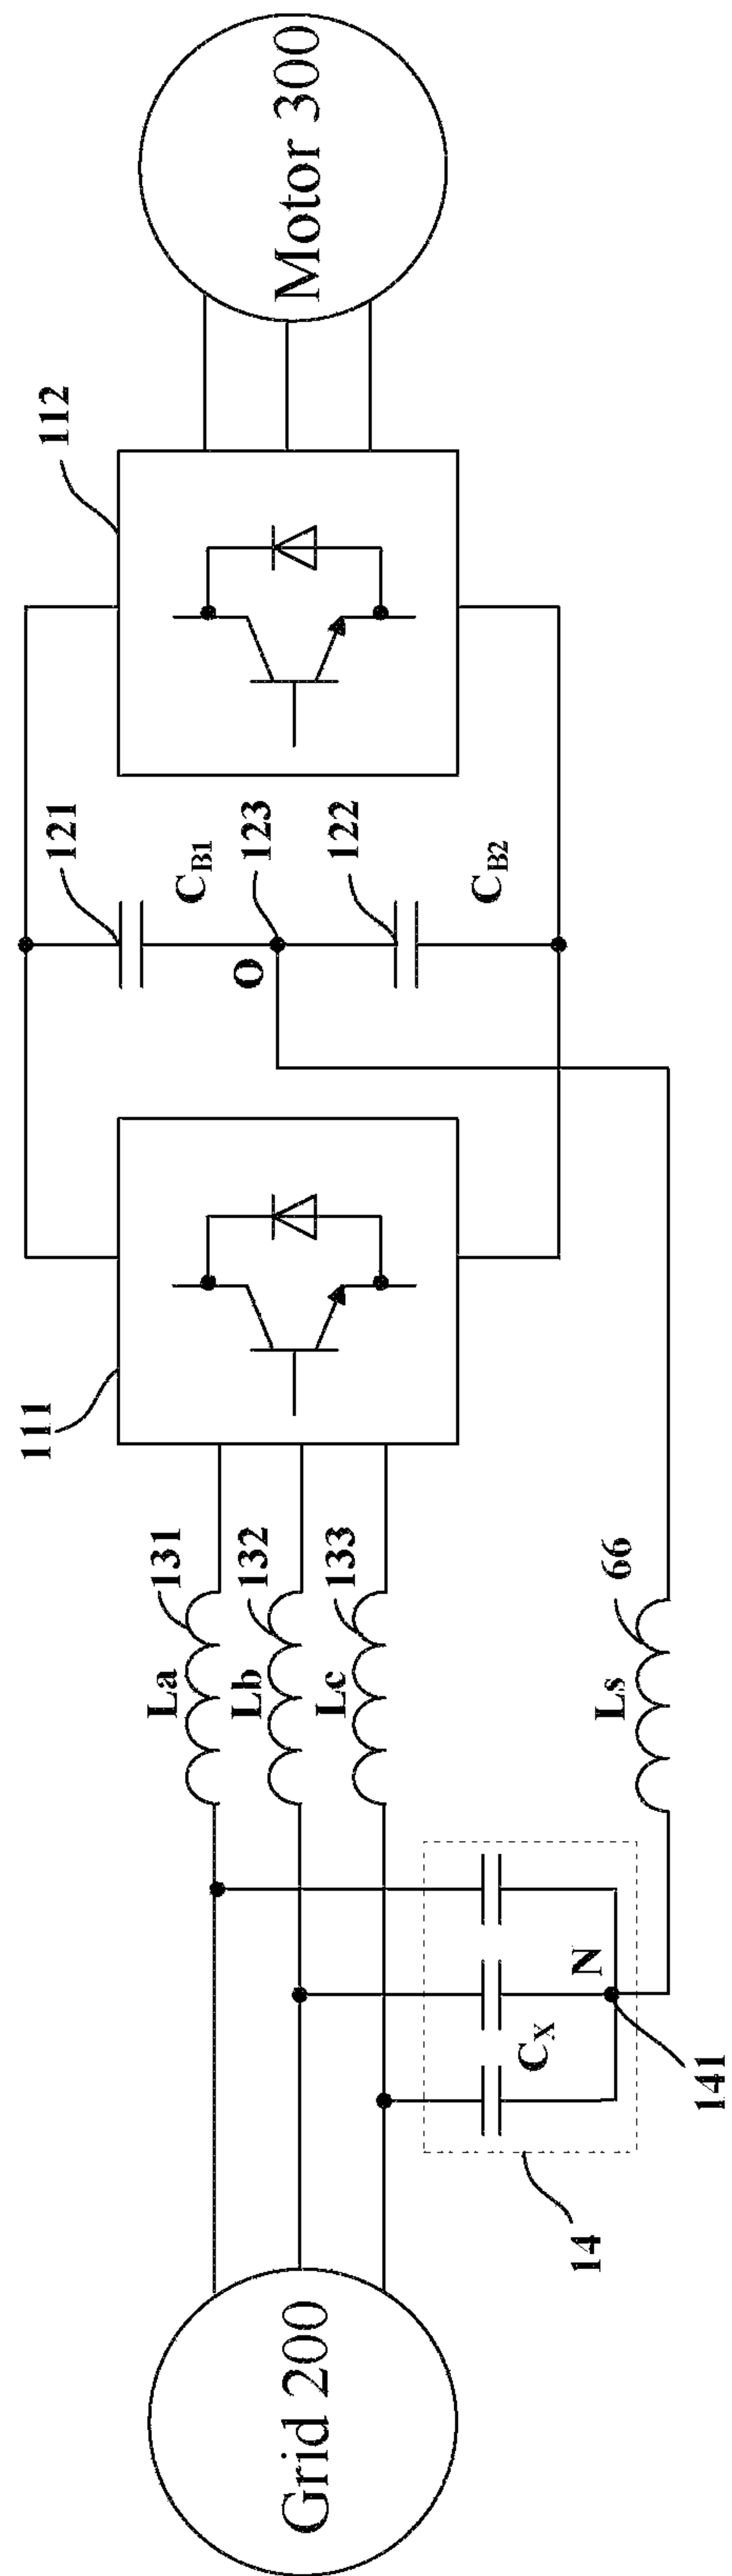 Grid 200
14
141
N
C_X
La
131
Lb
132
Lc
133
Ls
66
111
O
121
C_B1
123
122
C_B2
112
Motor 300